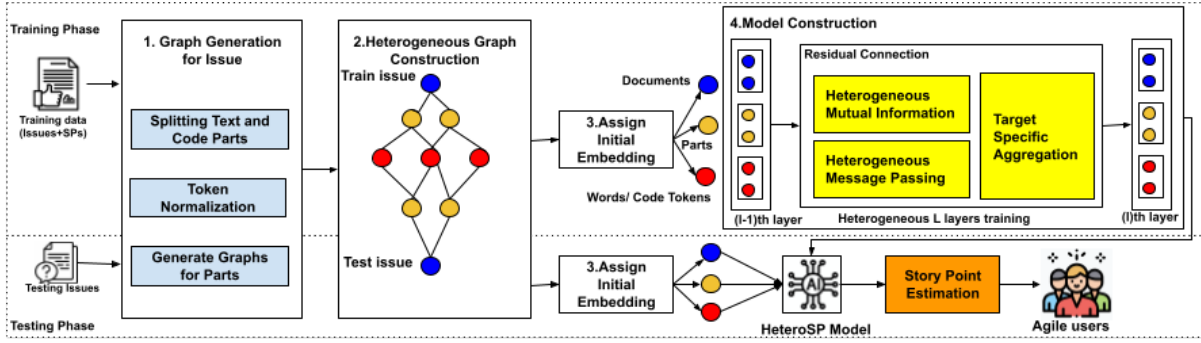 Training Phase
Training data
(Issues+SPs)
1. Graph Generation
for Issue
Splitting Text and
Code Parts
Token
Normalization
Generate Graphs
for Parts
2.Heterogeneous Graph
Construction
Train issue
Test issue
3.Assign
Initial
Embedding
Documents
Parts
Words/ Code Tokens
4.Model Construction
Residual Connection
Heterogeneous
Mutual Information
Heterogeneous
Message Passing
Target
Specific
Aggregation
(l-1)th layer
Heterogeneous L layers training
(l)th layer
Testing Issues
Testing Phase
3.Assign
Initial
Embedding
AI
HeteroSP Model
Story Point
Estimation
Agile users